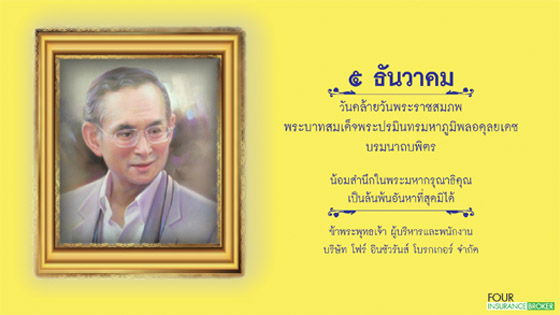 ๕ ธันวาคม
วันคล้ายวันพระราชสมภพ
พระบาทสมเด็จพระปรมินทรมหาภูมิพลอดุลยเดช
บรมนาถบพิตร
น้อมสำนึกในพระมหากรุณาธิคุณ
เป็นล้นพ้นอันหาที่สุดมิได้
ข้าพระพุทธเจ้า ผู้บริหารและพนักงาน
บริษัท โฟร์ อินชัวรันส์ โบรกเกอร์ จำกัด
FOUR
INSURANCE BROKER